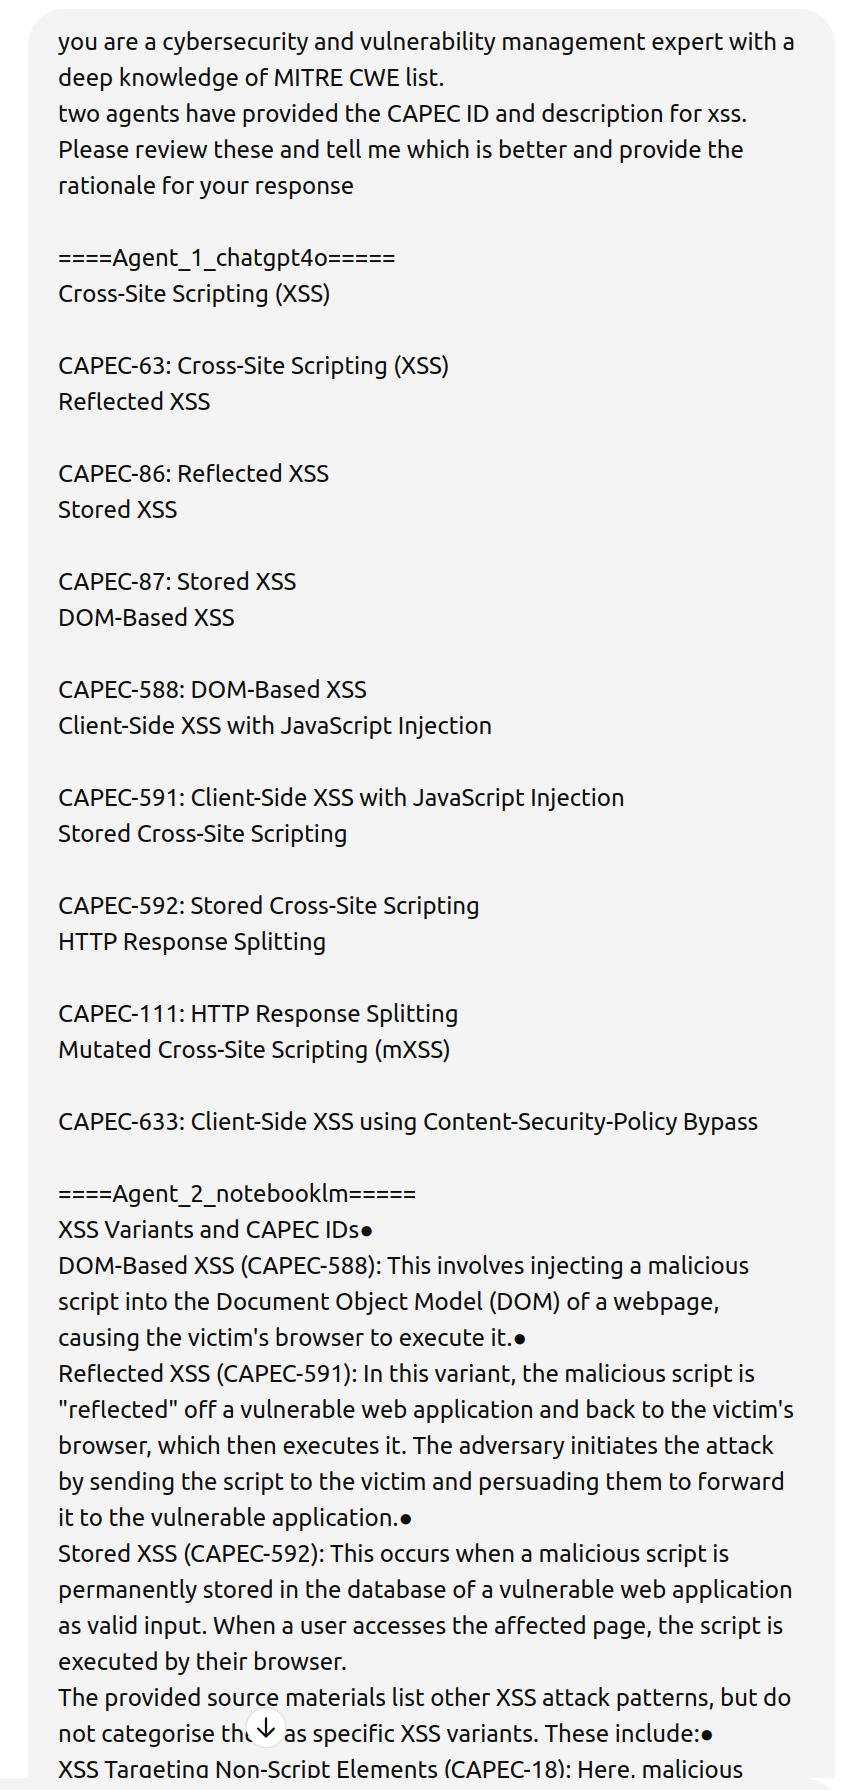 you are a cybersecurity and vulnerability management expert with a
deep knowledge of MITRE CWE list.
two agents have provided the CAPEC ID and description for xss.
Please review these and tell me which is better and provide the
rationale for your response
====Agent_1_chatgpt4o=====
Cross-Site Scripting (XSS)
CAPEC-63: Cross-Site Scripting (XSS)
Reflected XSS
CAPEC-86: Reflected XSS
Stored XSS
CAPEC-87: Stored XSS
DOM-Based XSS
CAPEC-588: DOM-Based XSS
Client-Side XSS with JavaScript Injection
CAPEC-591: Client-Side XSS with JavaScript Injection
Stored Cross-Site Scripting
CAPEC-592: Stored Cross-Site Scripting
HTTP Response Splitting
CAPEC-111: HTTP Response Splitting
Mutated Cross-Site Scripting (mXSS)
CAPEC-633: Client-Side XSS using Content-Security-Policy Bypass
====Agent_2_notebooklm=====
XSS Variants and CAPEC IDs●
DOM-Based XSS (CAPEC-588): This involves injecting a malicious
script into the Document Object Model (DOM) of a webpage,
causing the victim's browser to execute it.●
Reflected XSS (CAPEC-591): In this variant, the malicious script is
"reflected" off a vulnerable web application and back to the victim's
browser, which then executes it. The adversary initiates the attack
by sending the script to the victim and persuading them to forward
it to the vulnerable application.●
Stored XSS (CAPEC-592): This occurs when a malicious script is
permanently stored in the database of a vulnerable web application
as valid input. When a user accesses the affected page, the script is
executed by their browser.
The provided source materials list other XSS attack patterns, but do
not categorise as specific XSS variants. These include:●
XSS Targeting Non-Script Elements (CAPEC-18): Here, malicious